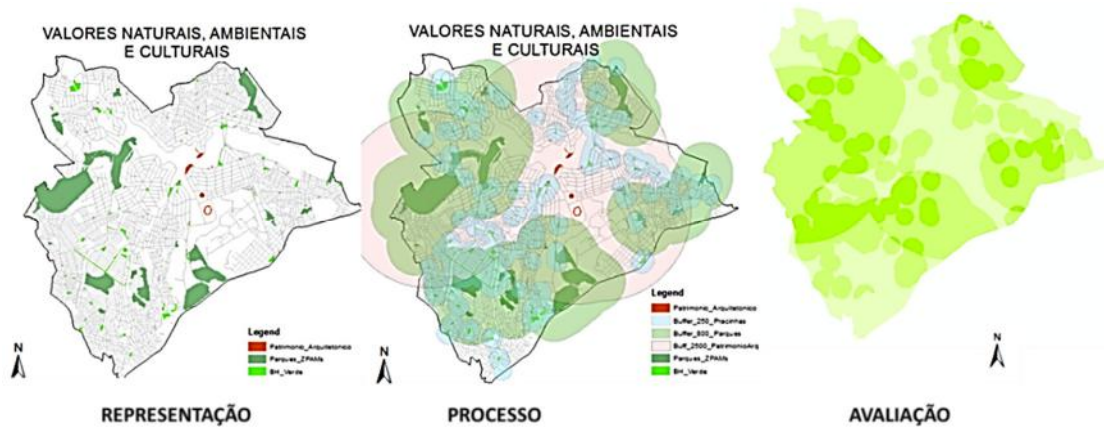 VALORES NATURAIS, AMBIENTAIS
E CULTURAIS
Legend
Patrimonio_Arquitetonico
Parques_ZPAMs
BH_Verde
N
REPRESENTAÇÃO
VALORES NATURAIS, AMBIENTAIS
E CULTURAIS
Legend
Patrimonio_Arquitetonico
Buffer_250_Pracinhas
Buffer_800_Parques
Buff_2500_PatrimonioArq
Parques_ZPAMs
BH_Verde
N
PROCESSO
N
AVALIAÇÃO